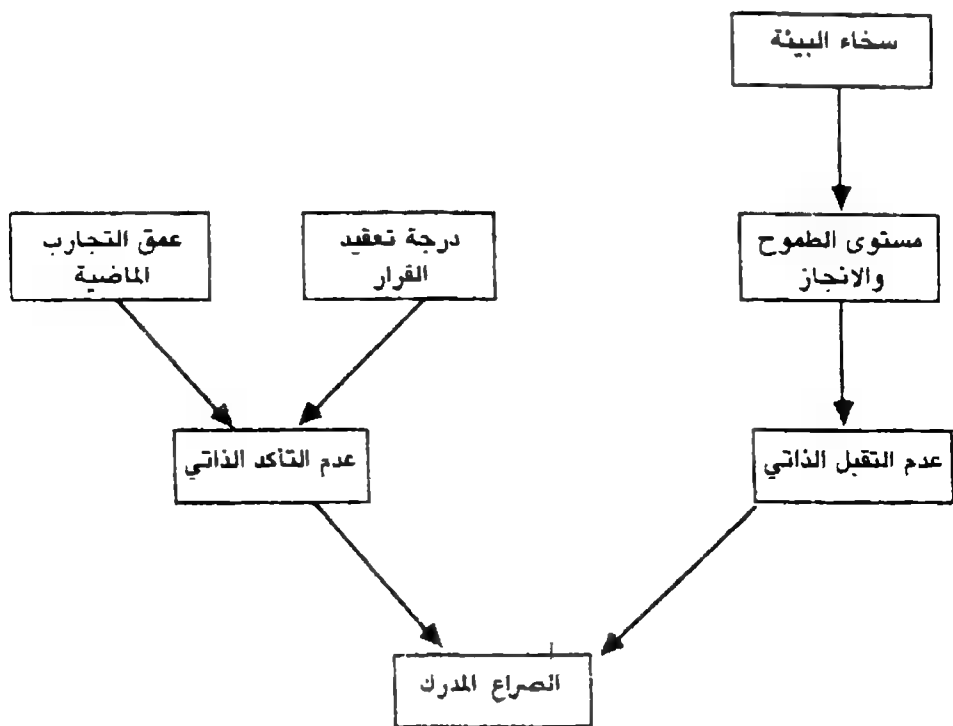 سخاء البيئة
مستوى الطموح
والانجاز
درجة تعقيد
القرار
عمق التجارب
الماضية
عدم التقبل الذاتي
عدم التأكد الذاتي
الصراع المدرك